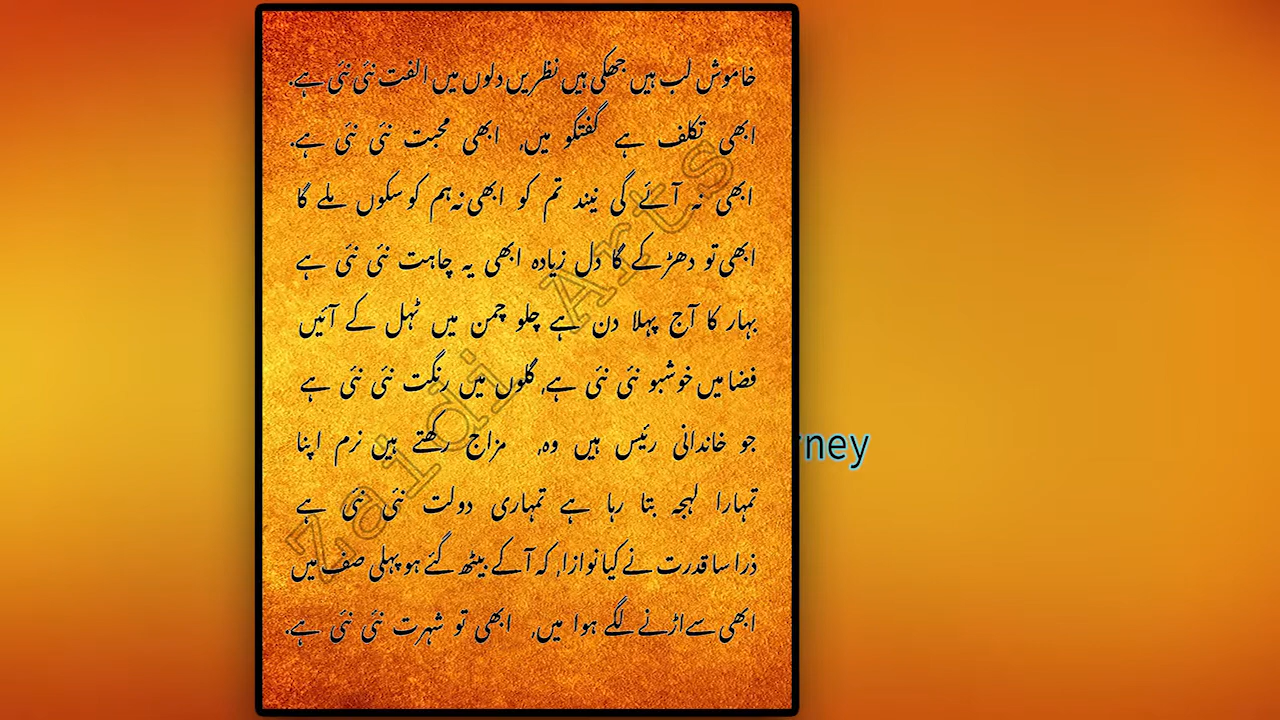 خاموش لب ہیں جھکی ہیں نظریں دلوں میں الفت نئی نئی ہے.
ابھی تکلف ہے گفتگو میں, ابھی محبت نئی نئی ہے.
ابھی نہ آئے گی نیند تم کو ابھی نہ ہم کو سکوں ملے گا
ابھی تو دھڑکے گا دل زیادہ ابھی یہ چاہت نئی نئی ہے
بہار کا آج پہلا دن ہے چلو چمن میں ٹہل کے آئیں
فضا میں خوشبو نئی نئی ہے, گلوں میں رنگت نئی نئی ہے
جو خاندانی رئیس ہیں وہ, مزاج رکھتے ہیں نرم اپنا
تمہارا لہجہ بتا رہا ہے تمہاری دولت نئی نئی ہے
ذرا سا قدرت نے کیا نوازا, کہ آکے بیٹھ گئے ہو پہلی صف میں
ابھی سے اڑنے لگے ہوا میں, ابھی تو شہرت نئی نئی ہے.
Zaidi Arts
rney